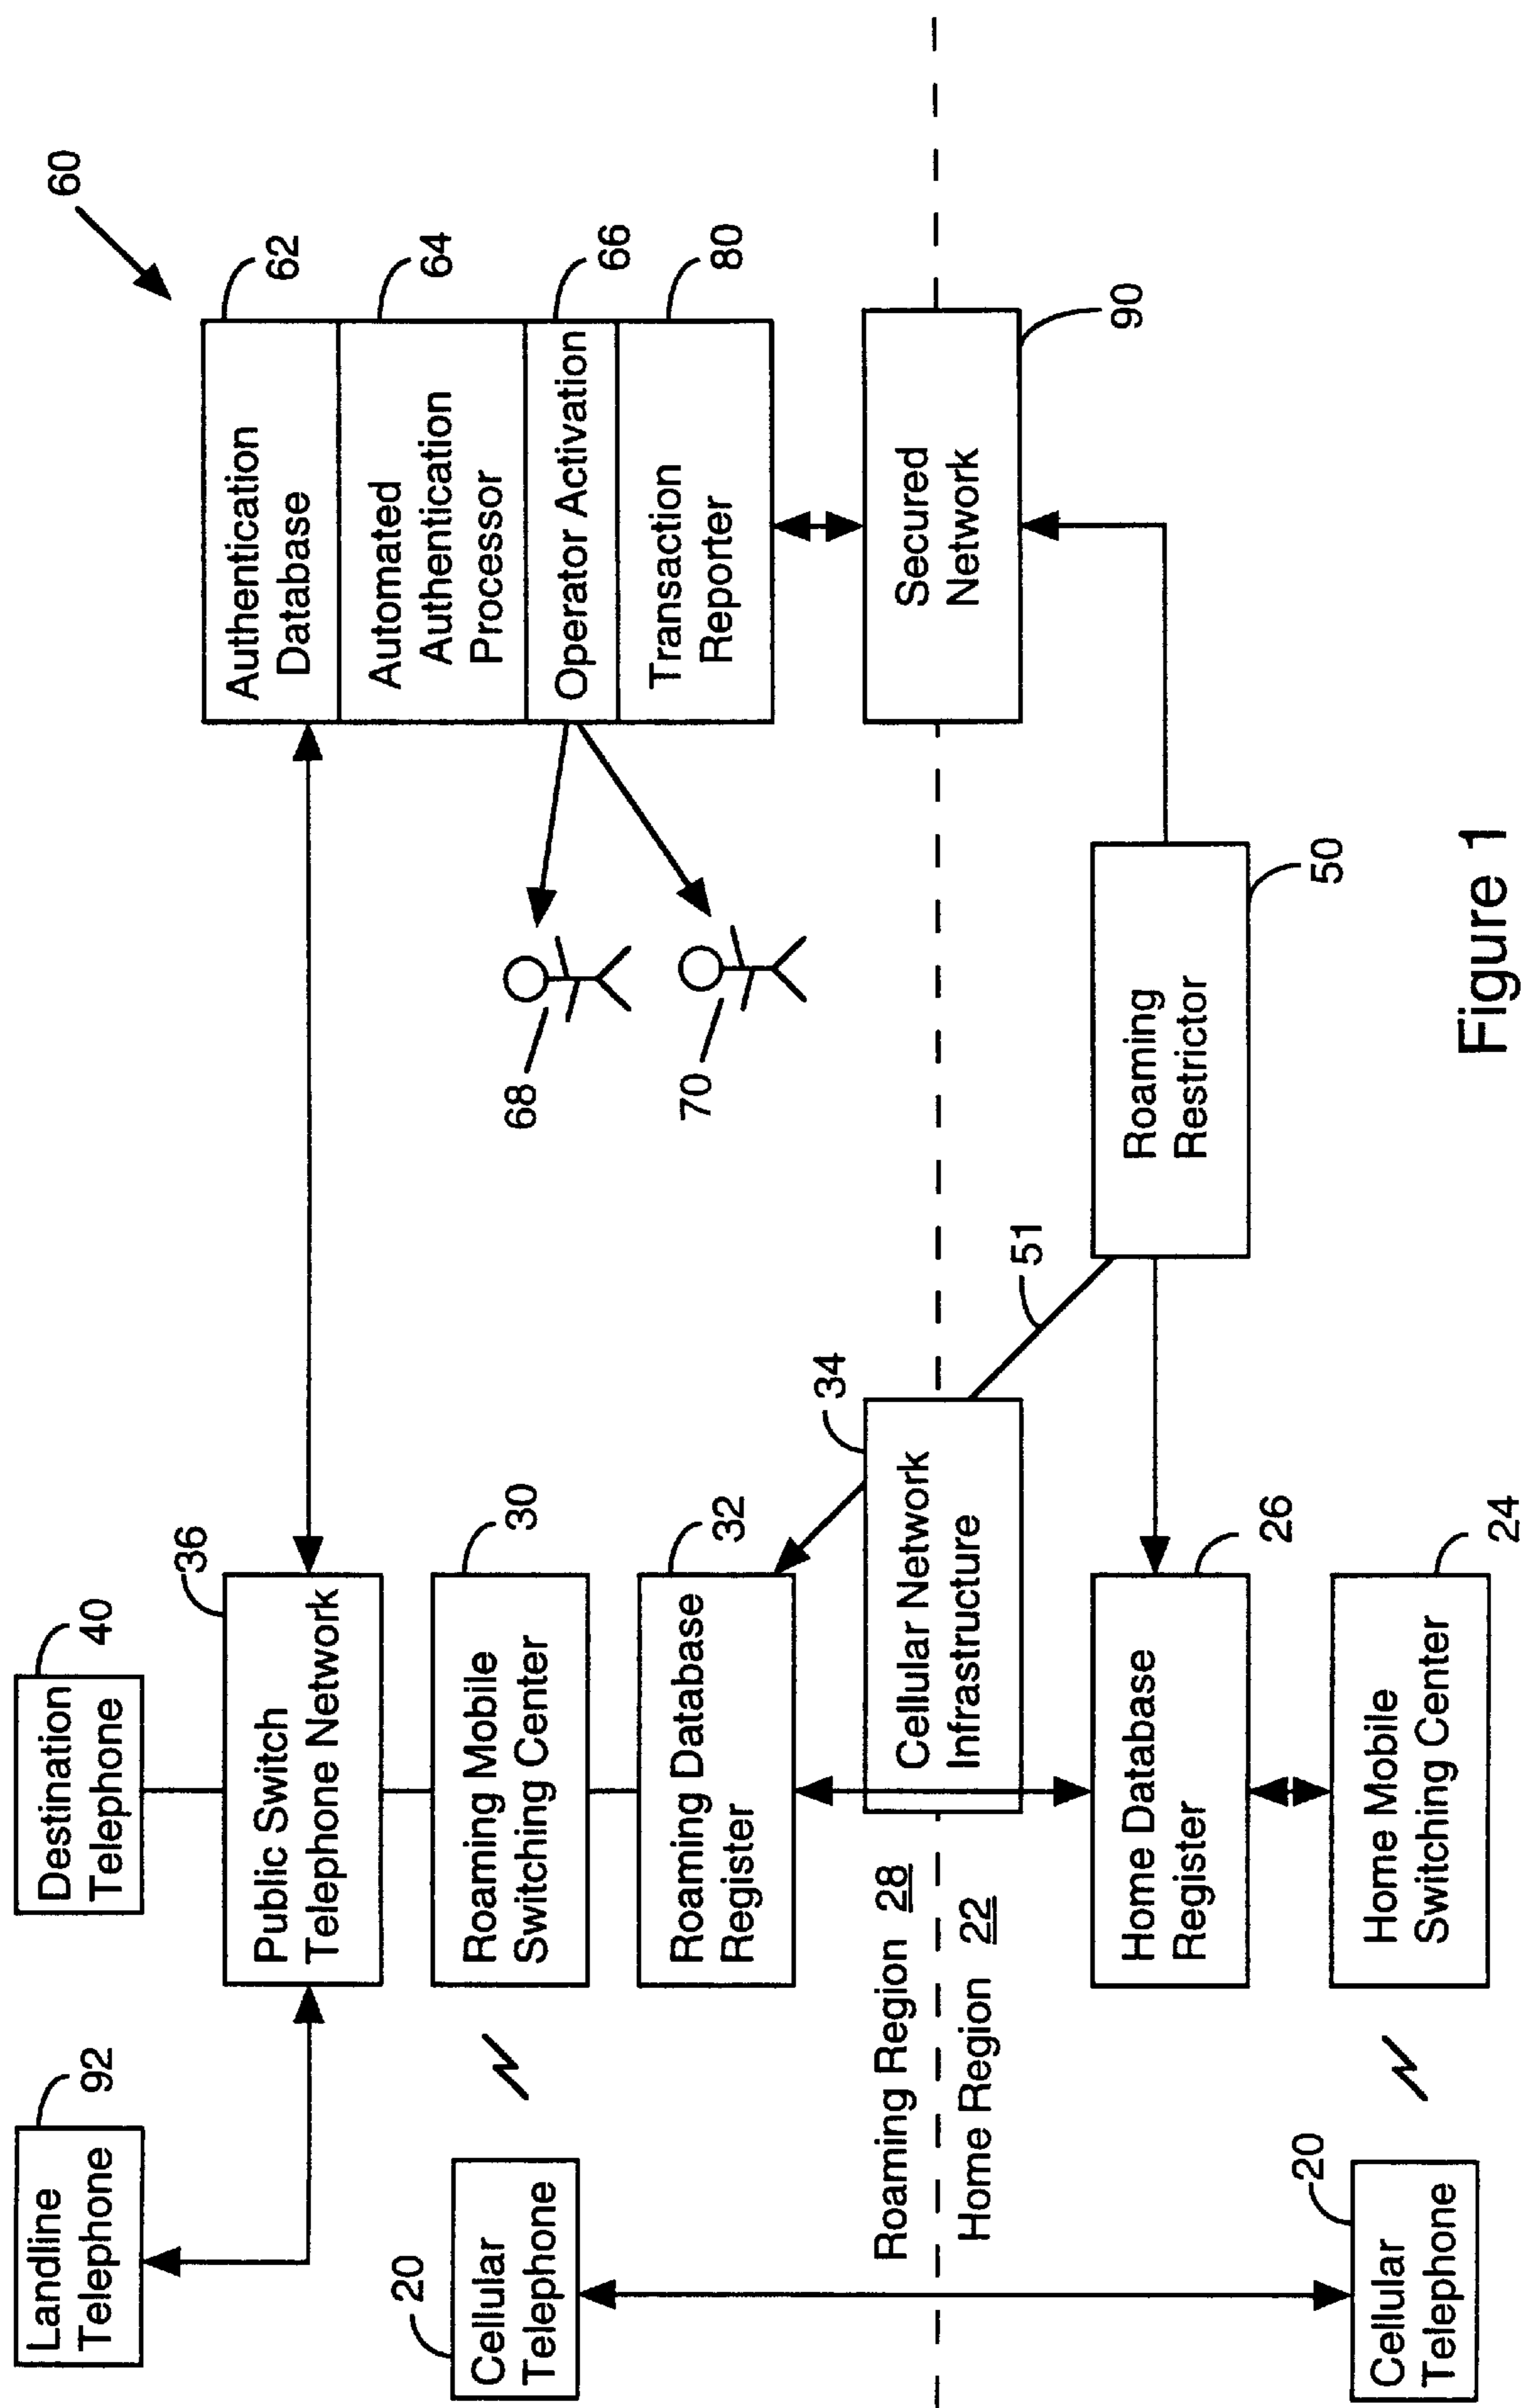 Landline
Telephone
92
Destination
Telephone
40
60
36
Public Switch
Telephone Network
Authentication
Database
62
20
Cellular
Telephone
Roaming Mobile
Switching Center
30
68
Automated
Authentication
Processor
64
Operator Activation
66
Roaming Database
Register
32
70
Transaction
Reporter
80
Roaming Region 28
Home Region 22
Cellular Network
Infrastructure
34
51
Secured
Network
90
Home Database
Register
26
Roaming
Restrictor
50
20
Cellular
Telephone
Home Mobile
Switching Center
24
Figure 1